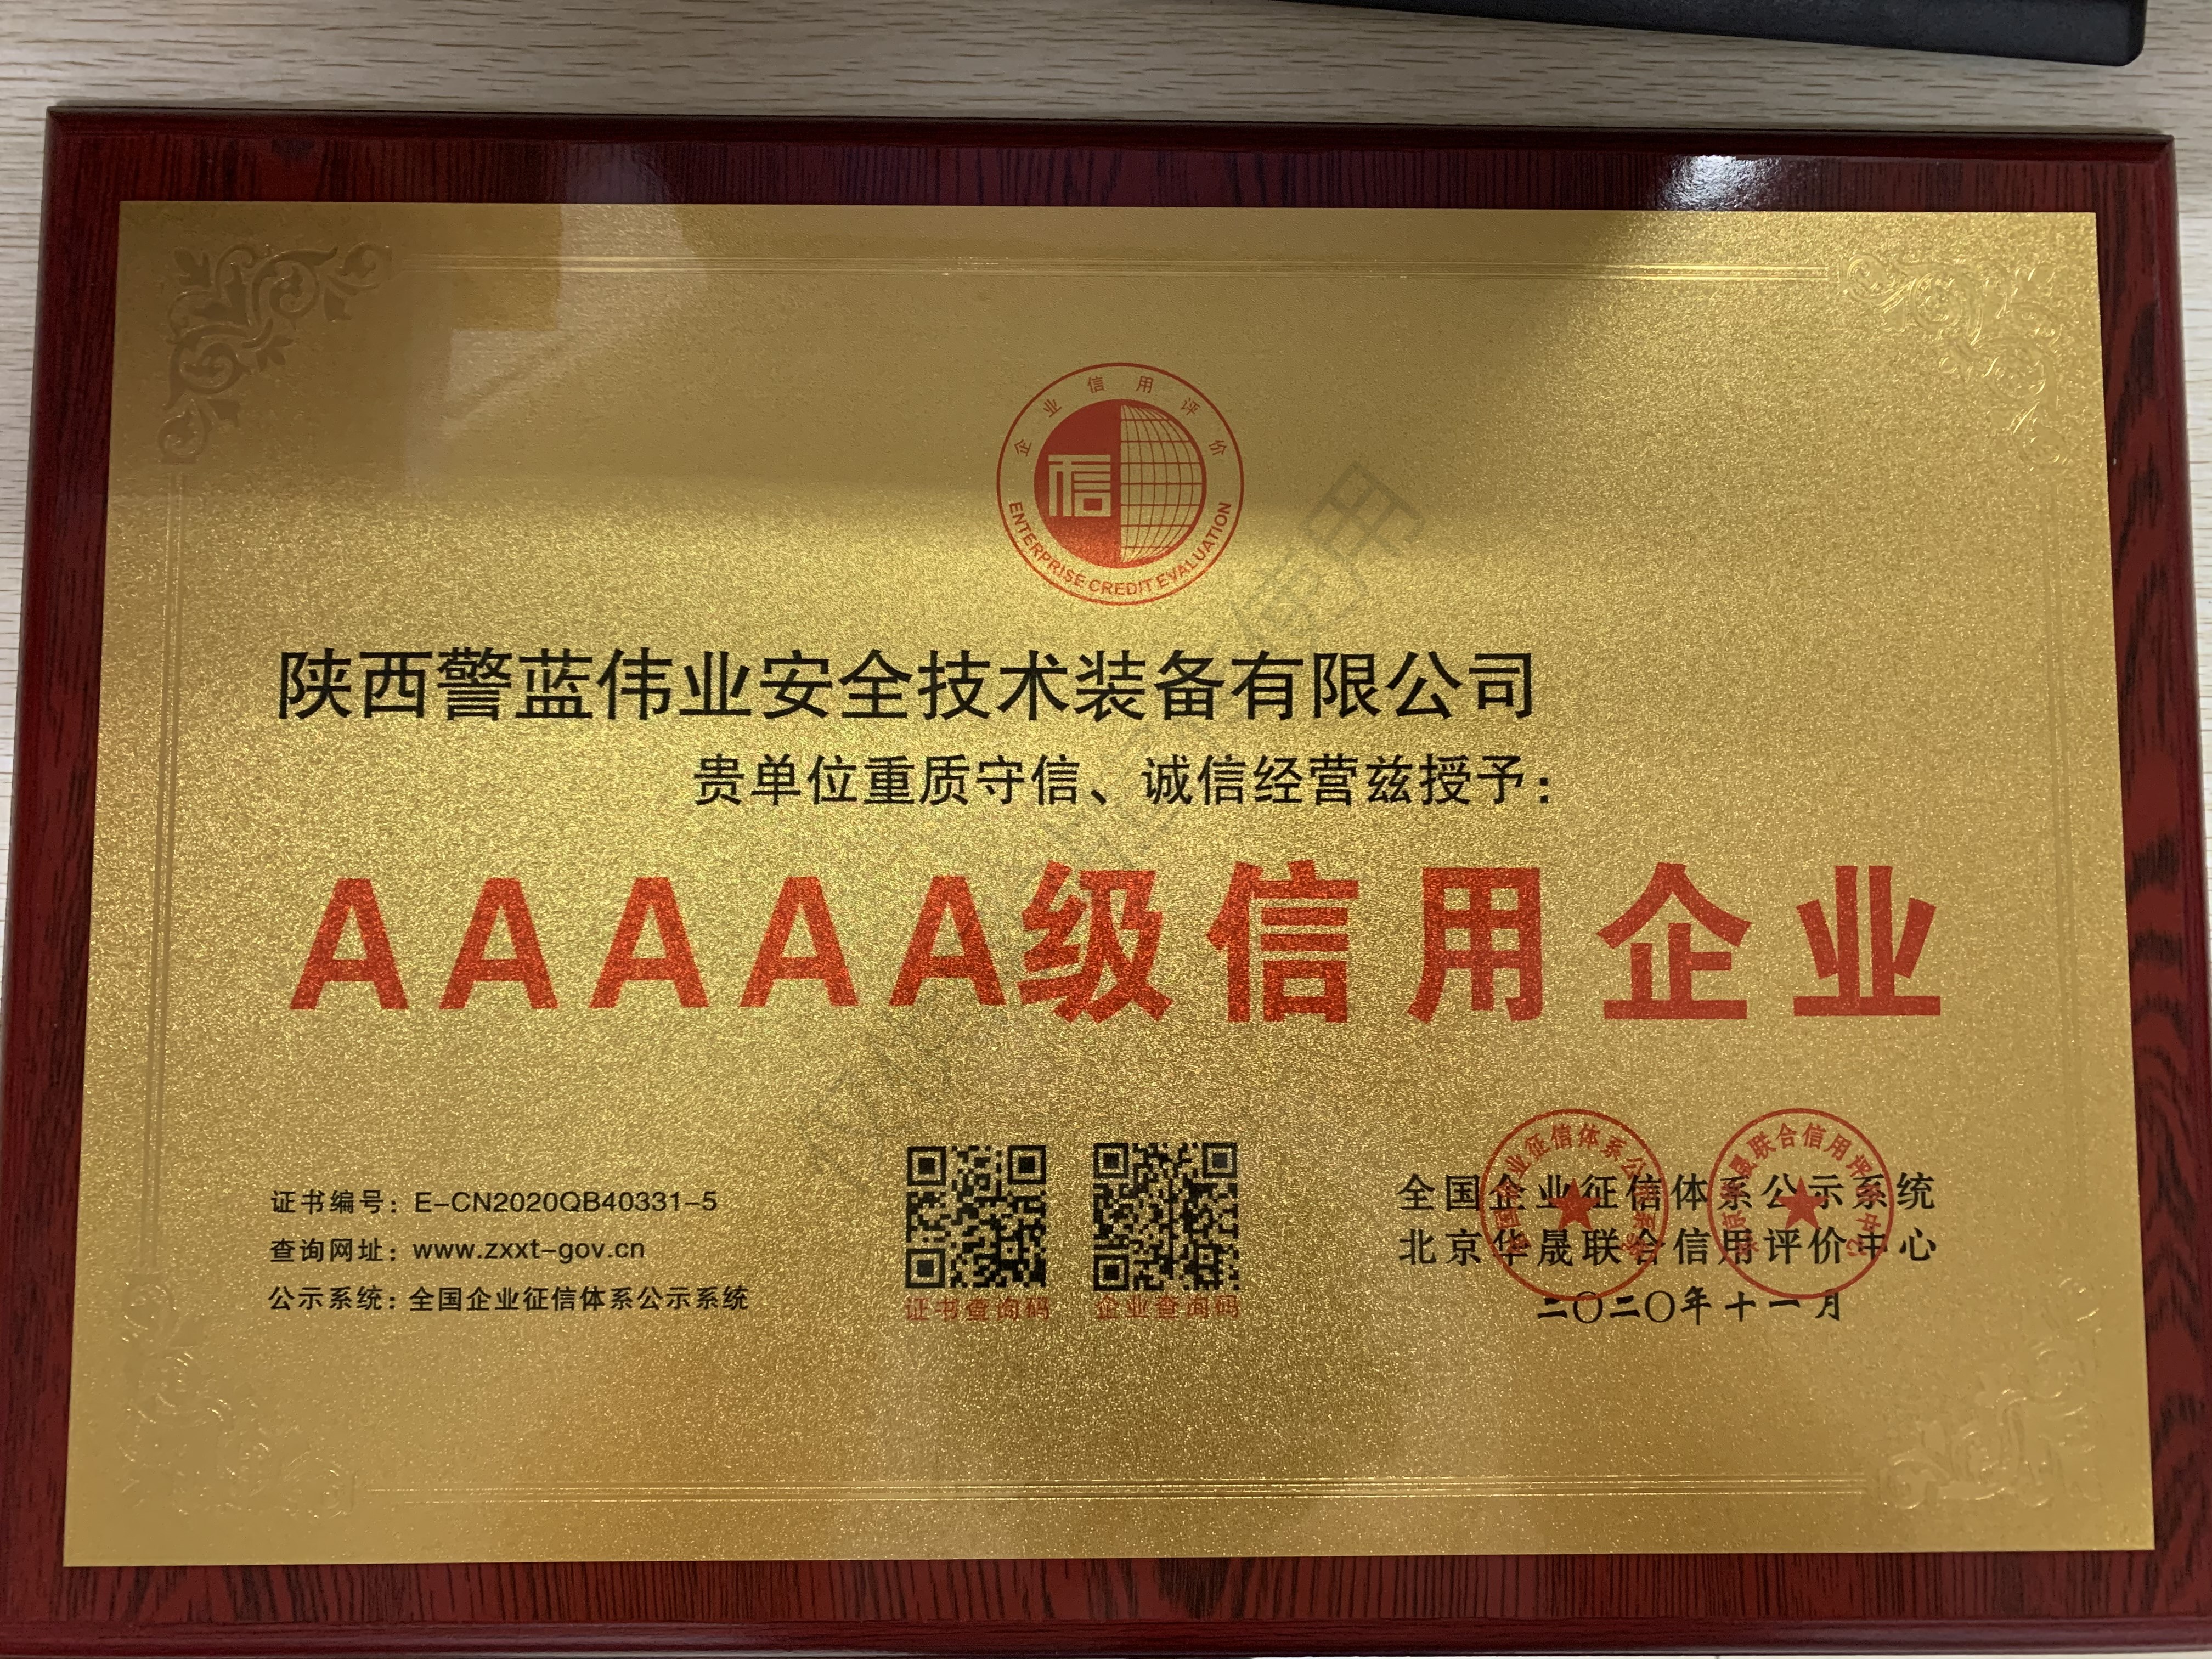 企业信用评价
信
ENTERPRISE CREDIT EVALUATION
陕西警蓝伟业安全技术装备有限公司
贵单位重质守信、诚信经营兹授予：
AAAAA级信用企业
证书编号：E-CN2020QB40331-5
查询网址：www.zxxt-gov.cn
公示系统：全国企业征信体系公示系统
证书查询码
企业查询码
全国企业征信体系公示系统
北京华晟联合信用评价中心
二〇二〇年十一月